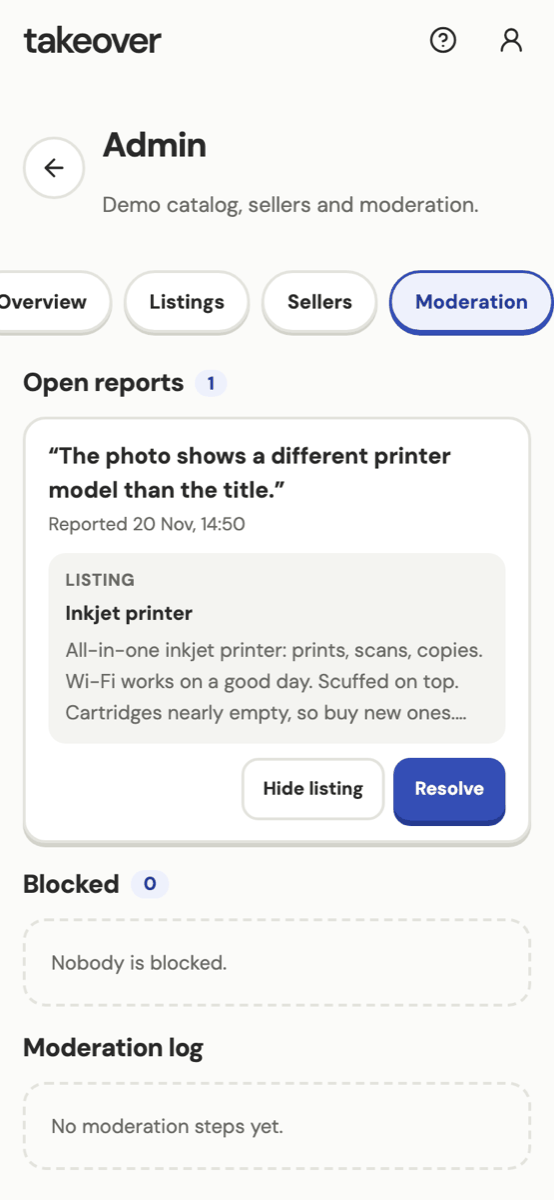 takeover
Admin
Demo catalog, sellers and moderation.
Overview
Listings
Sellers
Moderation
Open reports 1
“The photo shows a different printer
model than the title.”
Reported 20 Nov, 14:50
LISTING
Inkjet printer
All-in-one inkjet printer: prints, scans, copies.
Wi-Fi works on a good day. Scuffed on top.
Cartridges nearly empty, so buy new ones....
Hide listing
Resolve
Blocked 0
Nobody is blocked.
Moderation log
No moderation steps yet.